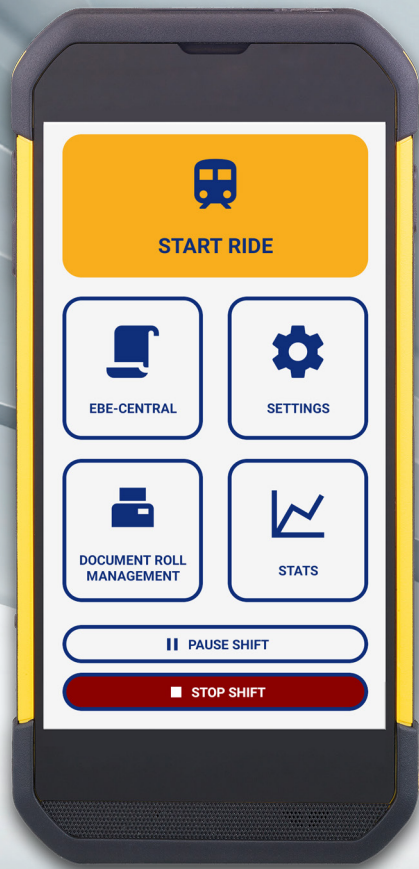 START RIDE
EBE-CENTRAL
SETTINGS
DOCUMENT ROLL
MANAGEMENT
STATS
PAUSE SHIFT
STOP SHIFT